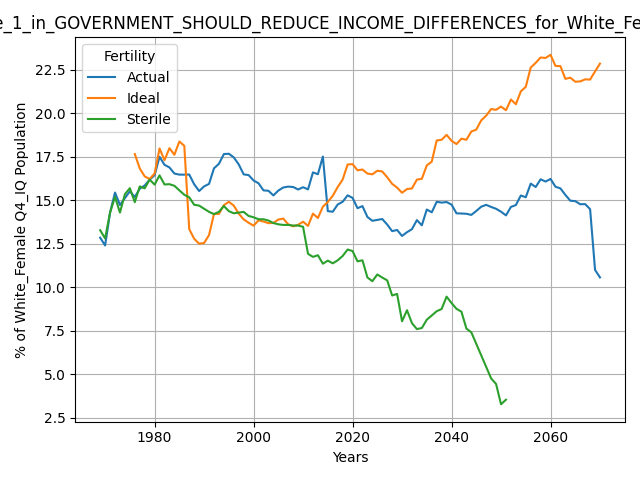 e_1_in_GOVERNMENT_SHOULD_REDUCE_INCOME_DIFFERENCES_for_White_Fe
Fertility
Actual
Ideal
Sterile
% of White_Female Q4_IQ Population
22.5
20.0
17.5
15.0
12.5
10.0
7.5
5.0
2.5
1980 2000 2020 2040 2060
Years